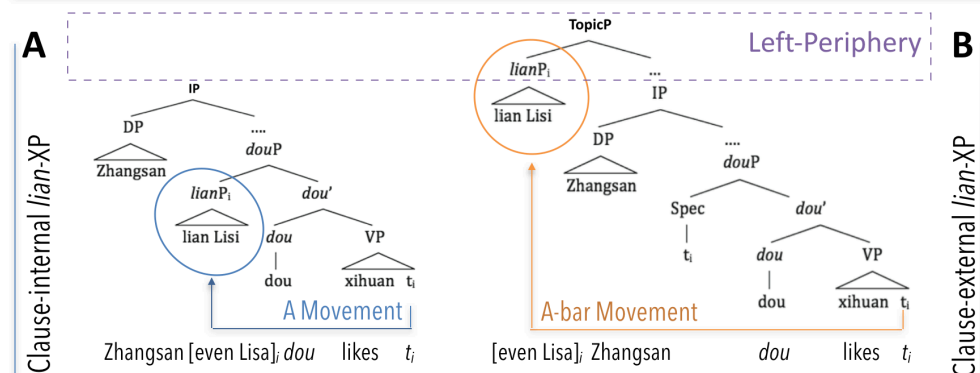 A
Clause-internal lian-XP
IP
DP
....
Zhangsan
douP
lianPi
dou'
lian Lisi
dou
VP
dou
xihuan ti
A Movement
Zhangsan [even Lisa]i dou likes ti
Left-Periphery
TopicP
lianPi
...
lian Lisi
IP
DP
....
Zhangsan
douP
Spec
dou'
ti
dou
VP
dou
xihuan ti
A-bar Movement
[even Lisa]i Zhangsan dou likes ti
B
Clause-external lian-XP